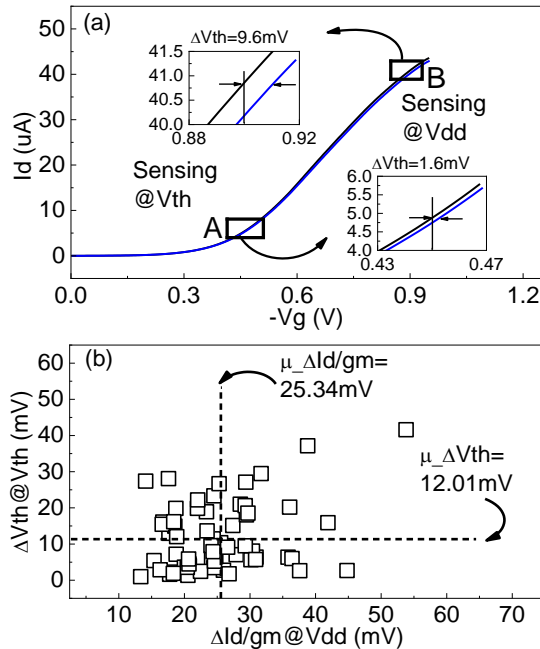 (a)
ΔVth=9.6mV
41.5
41.0
40.5
40.0
0.88
0.92
B
Sensing
@Vdd
Sensing
@Vth
A
ΔVth=1.6mV
6.0
5.5
5.0
4.5
4.0
0.43
0.47
50
40
30
20
10
0
Id (uA)
0.0 0.3 0.6 0.9 1.2
-Vg (V)
(b)
μ_ΔId/gm=
25.34mV
μ_ΔVth=
12.01mV
60
50
40
30
20
10
0
ΔVth@Vth (mV)
10 20 30 40 50 60 70
ΔId/gm@Vdd (mV)